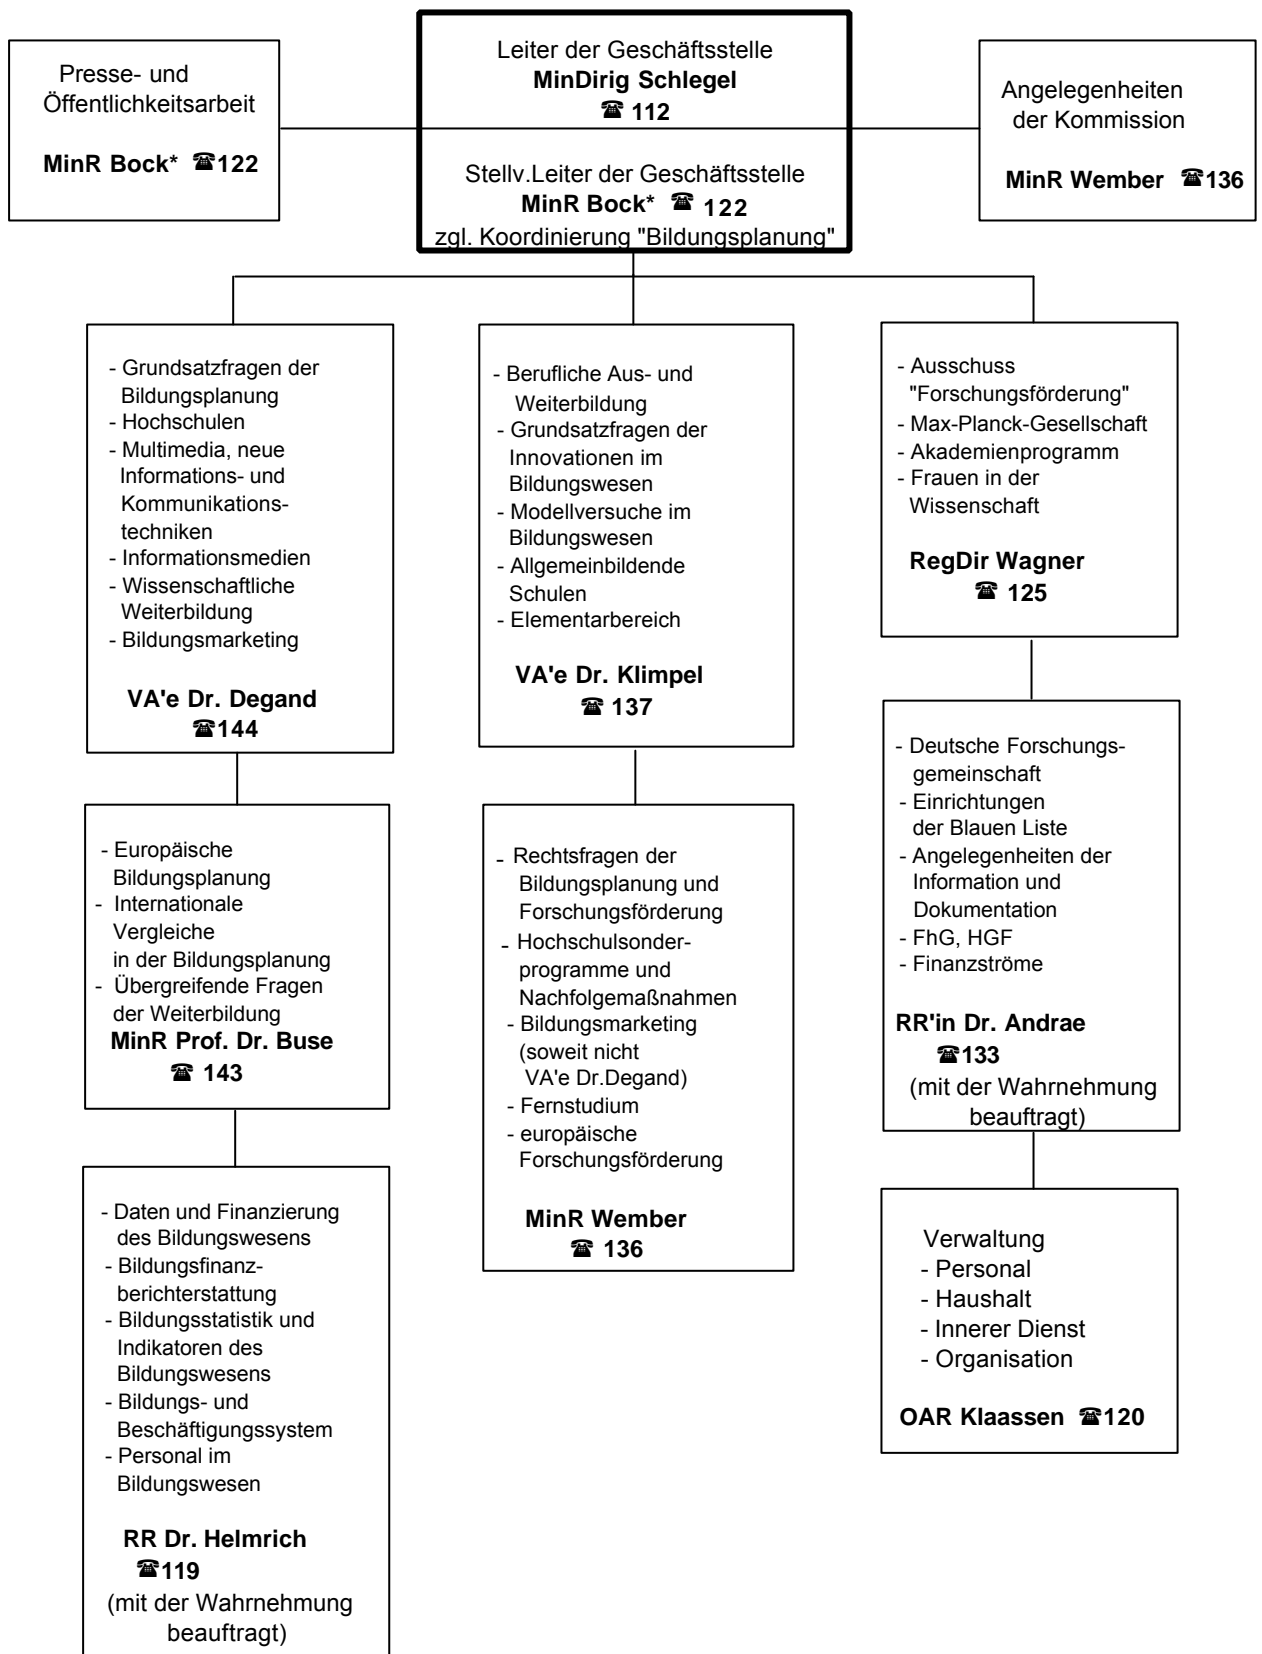 Presse- und
Öffentlichkeitsarbeit
MinR Bock* ☎122
Leiter der Geschäftsstelle
MinDirig Schlegel
☎ 112
Stellv.Leiter der Geschäftsstelle
MinR Bock* ☎ 122
zgl. Koordinierung "Bildungsplanung"
Angelegenheiten
der Kommission
MinR Wember ☎136
- Grundsatzfragen der
Bildungsplanung
- Hochschulen
- Multimedia, neue
Informations- und
Kommunikations-
techniken
- Informationsmedien
- Wissenschaftliche
Weiterbildung
- Bildungsmarketing
VA'e Dr. Degand
☎144
- Europäische
Bildungsplanung
- Internationale
Vergleiche
in der Bildungsplanung
- Übergreifende Fragen
der Weiterbildung
MinR Prof. Dr. Buse
☎ 143
- Daten und Finanzierung
des Bildungswesens
- Bildungsfinanz-
berichterstattung
- Bildungsstatistik und
Indikatoren des
Bildungswesens
- Bildungs- und
Beschäftigungssystem
- Personal im
Bildungswesen
RR Dr. Helmrich
☎119
(mit der Wahrnehmung
beauftragt)
- Berufliche Aus- und
Weiterbildung
- Grundsatzfragen der
Innovationen im
Bildungswesen
- Modellversuche im
Bildungswesen
- Allgemeinbildende
Schulen
- Elementarbereich
VA'e Dr. Klimpel
☎ 137
- Rechtsfragen der
Bildungsplanung und
Forschungsförderung
- Hochschulsonder-
programme und
Nachfolgemaßnahmen
- Bildungsmarketing
(soweit nicht
VA'e Dr.Degand)
- Fernstudium
- europäische
Forschungsförderung
MinR Wember
☎ 136
- Ausschuss
"Forschungsförderung"
- Max-Planck-Gesellschaft
- Akademienprogramm
- Frauen in der
Wissenschaft
RegDir Wagner
☎ 125
- Deutsche Forschungs-
gemeinschaft
- Einrichtungen
der Blauen Liste
- Angelegenheiten der
Information und
Dokumentation
- FhG, HGF
- Finanzströme
RR'in Dr. Andrae
☎133
(mit der Wahrnehmung
beauftragt)
Verwaltung
- Personal
- Haushalt
- Innerer Dienst
- Organisation
OAR Klaassen ☎120